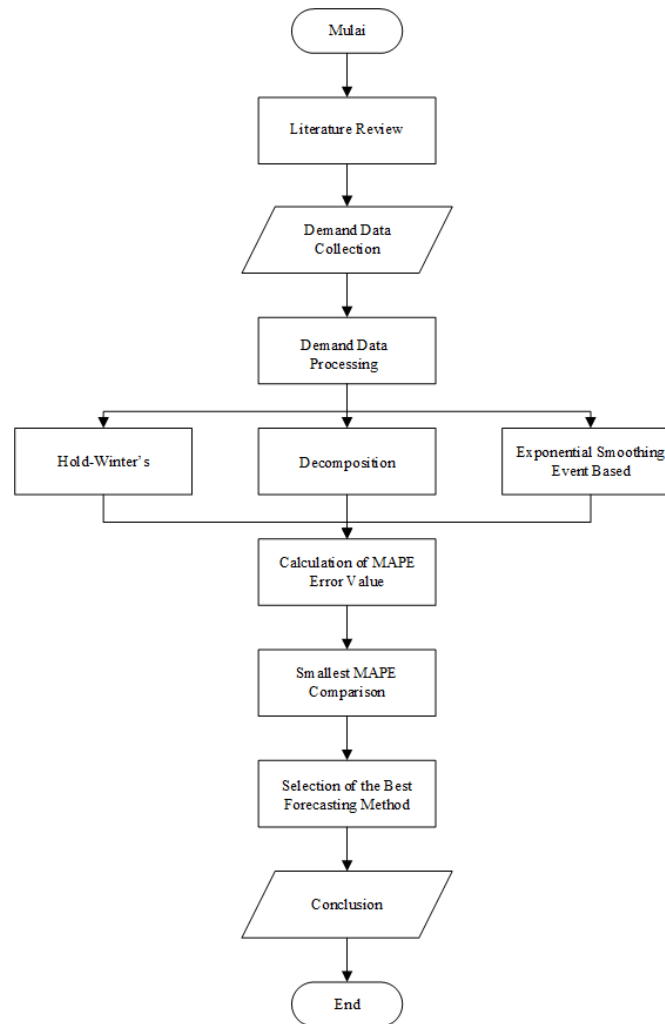 Mulai
Literature Review
Demand Data
Collection
Demand Data
Processing
Hold-Winter's
Decomposition
Exponential Smoothing
Event Based
Calculation of MAPE
Error Value
Smallest MAPE
Comparison
Selection of the Best
Forecasting Method
Conclusion
End